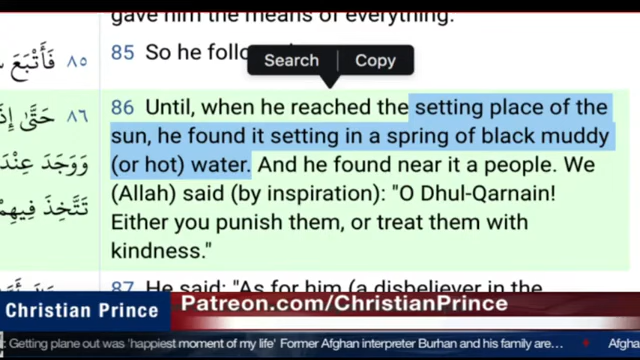 gave him the means of everything.
فَأَتْبَعَ ٨٥
85 So he follo
Search Copy
86 Until, when he reached the setting place of the
حَتَّىٰ إِذَ ٨٦
sun, he found it setting in a spring of black muddy
(or hot) water. And he found near it a people. We
وَوَجَدَ عِنْدَ
(Allah) said (by inspiration): "O Dhul-Qarnain!
Either you punish them, or treat them with
تَتَّخِذَ فِيهِمْ
kindness."
87 He said: "As for him (a disbeliever in the
Christian Prince
Patreon.com/ChristianPrince
: Getting plane out was 'happiest moment of my life' Former Afghan interpreter Burhan and his family are… Afgha